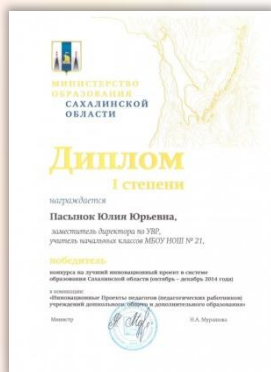 МИНИСТЕРСТВО
ОБРАЗОВАНИЯ
САХАЛИНСКОЙ
ОБЛАСТИ
Диплом
I степени
награждается
Пасынок Юлия Юрьевна,
заместитель директора по УВР,
учитель начальных классов МБОУ НОШ № 21,
победитель
конкурса на лучший инновационный проект в системе
образования Сахалинской области (октябрь – декабрь 2014 года)
в номинации:
«Инновационные Проекты педагогов (педагогических работников)
учреждений дошкольного, общего и дополнительного образования»
Министр
Н.А. Мурашова